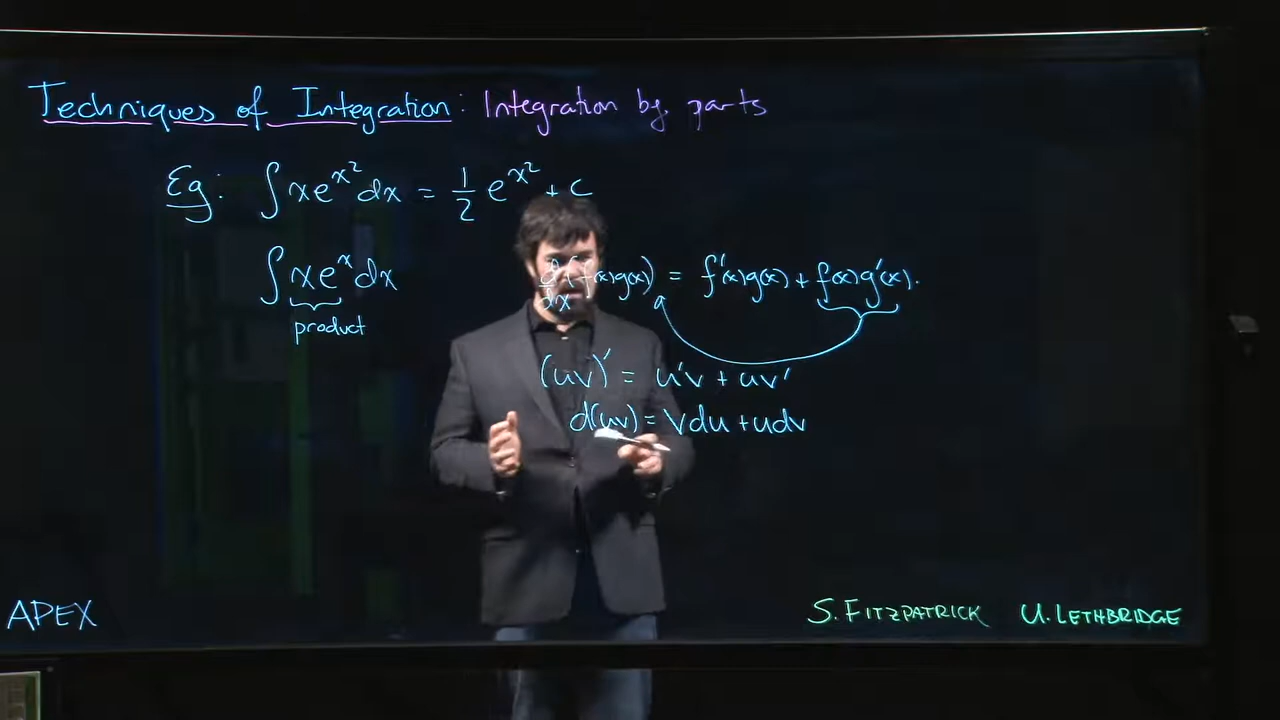 Techniques of Integration: Integration by parts
Eg: ∫xe^{x²}dx = 1/2 e^{x²} + C
∫xe^x dx
product
d/dx(f(x)g(x)) = f'(x)g(x) + f(x)g'(x).
(uv)' = u'v + uv'
d(uv) = vdu + udv
APEX
S. FITZPATRICK U. LETHBRIDGE